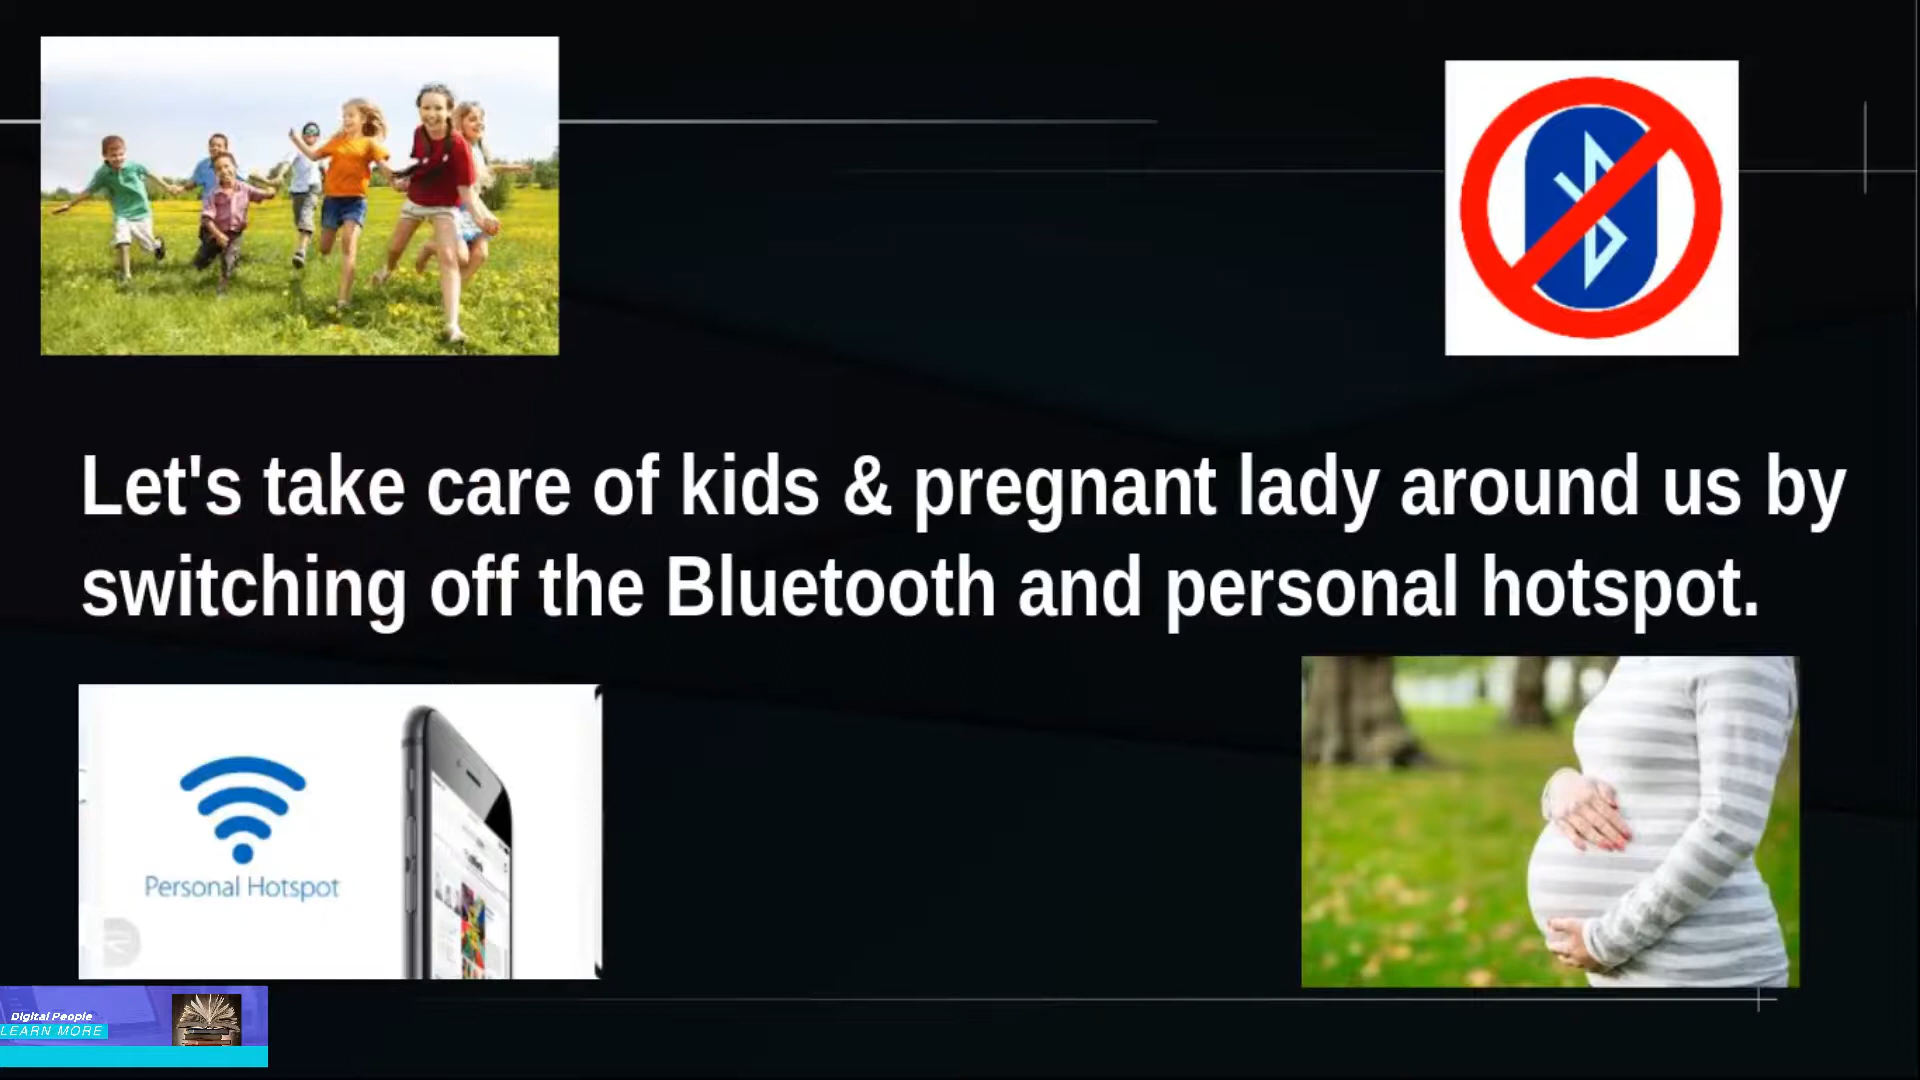 Let's take care of kids & pregnant lady around us by
switching off the Bluetooth and personal hotspot.
Personal Hotspot
Digital People
LEARN MORE